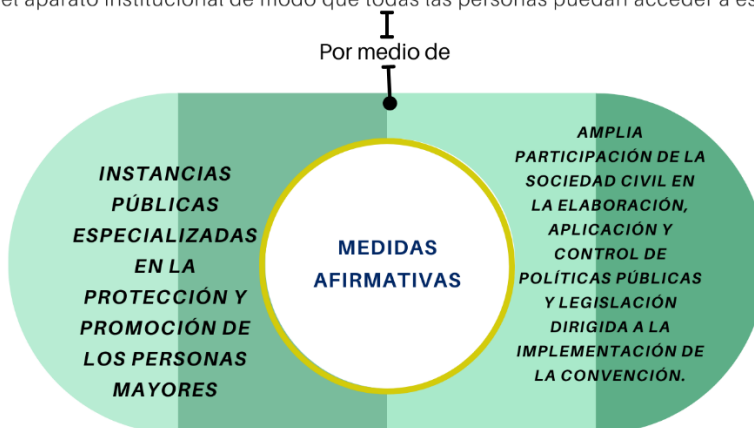 el aparato institucional de modo que todas las personas puedan acceder a es
Por medio de
INSTANCIAS
PÚBLICAS
ESPECIALIZADAS
EN LA
PROTECCIÓN Y
PROMOCIÓN DE
LOS PERSONAS
MAYORES
MEDIDAS
AFIRMATIVAS
AMPLIA
PARTICIPACIÓN DE LA
SOCIEDAD CIVIL EN
LA ELABORACIÓN,
APLICACIÓN Y
CONTROL DE
POLÍTICAS PÚBLICAS
Y LEGISLACIÓN
DIRIGIDA A LA
IMPLEMENTACIÓN DE
LA CONVENCIÓN.